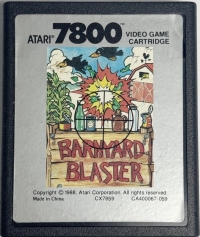 ATARI 7800 VIDEO GAME CARTRIDGE
BARNYARD
BLASTER
Copyright © 1988, Atari Corporation. All rights reserved.
Made in China CX7859 CA400067-059